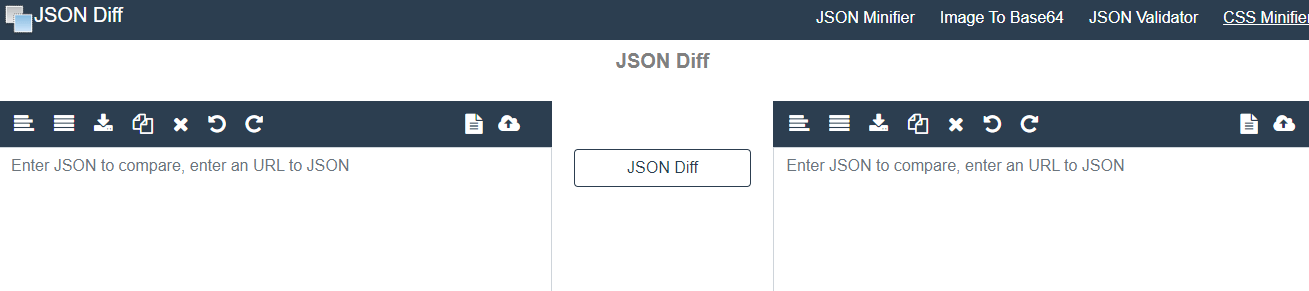 JSON Diff
JSON Minifier Image To Base64 JSON Validator CSS Minifier
JSON Diff
Enter JSON to compare, enter an URL to JSON
JSON Diff
Enter JSON to compare, enter an URL to JSON